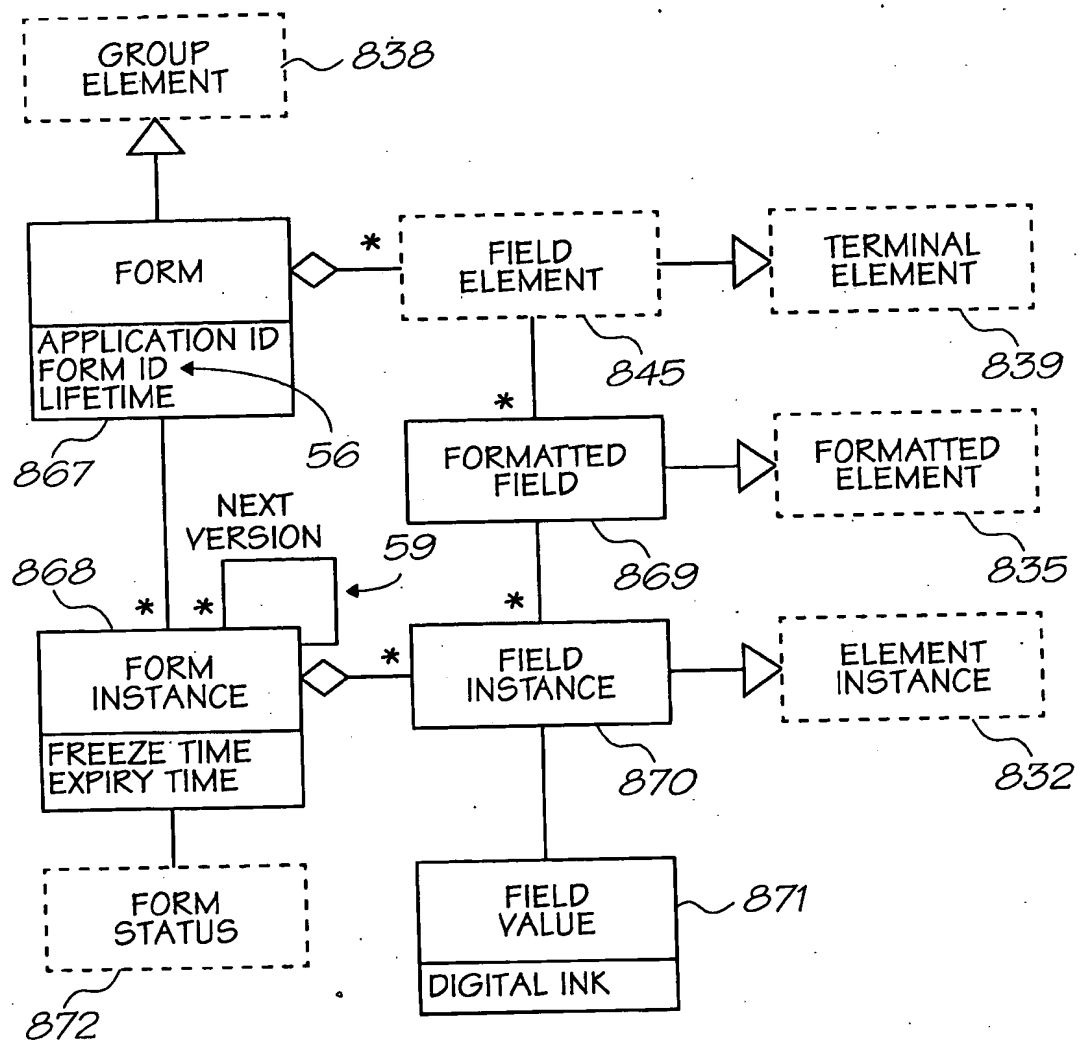 GROUP
ELEMENT
838
FORM
APPLICATION ID
FORM ID
LIFETIME
867
56
*
FIELD
ELEMENT
845
TERMINAL
ELEMENT
839
*
FORMATTED
FIELD
869
FORMATTED
ELEMENT
835
NEXT
VERSION
59
868
*
*
FORM
INSTANCE
FREEZE TIME
EXPIRY TIME
*
*
FIELD
INSTANCE
870
ELEMENT
INSTANCE
832
FORM
STATUS
872
FIELD
VALUE
DIGITAL INK
871